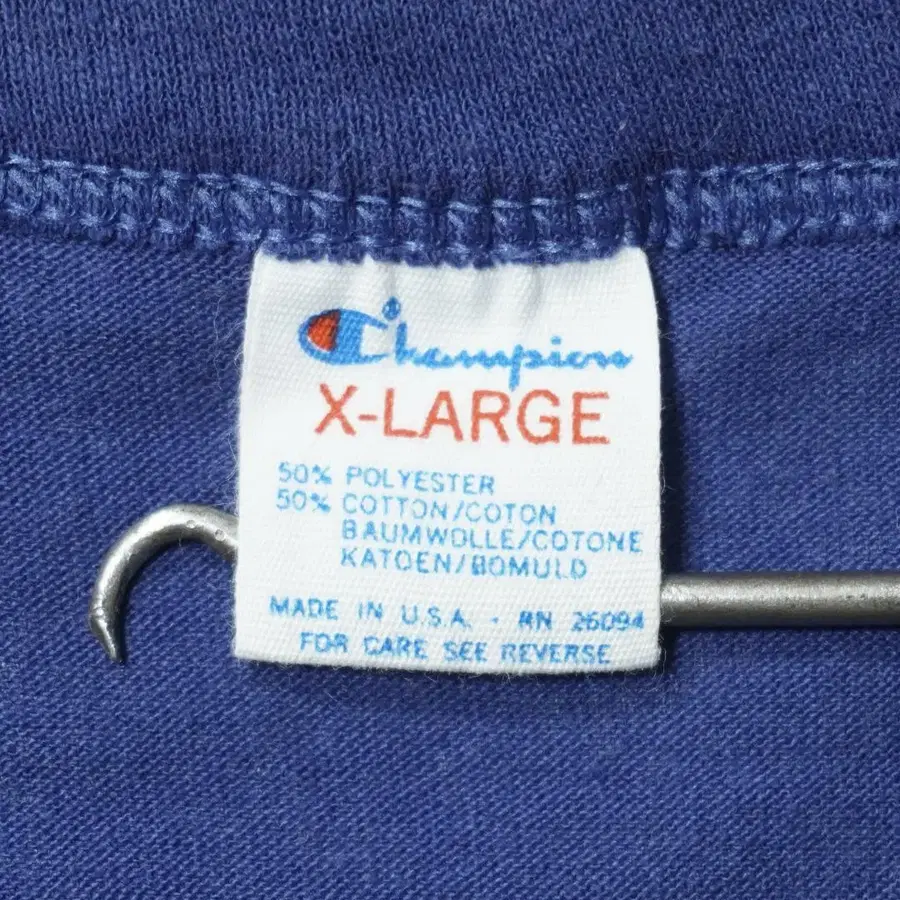 Champion
X-LARGE
50% POLYESTER
50% COTTON/COTON
BAUMWOLLE/COTONE
KATOEN/BOMULD
MADE IN U.S.A. - RN 26094
FOR CARE SEE REVERSE